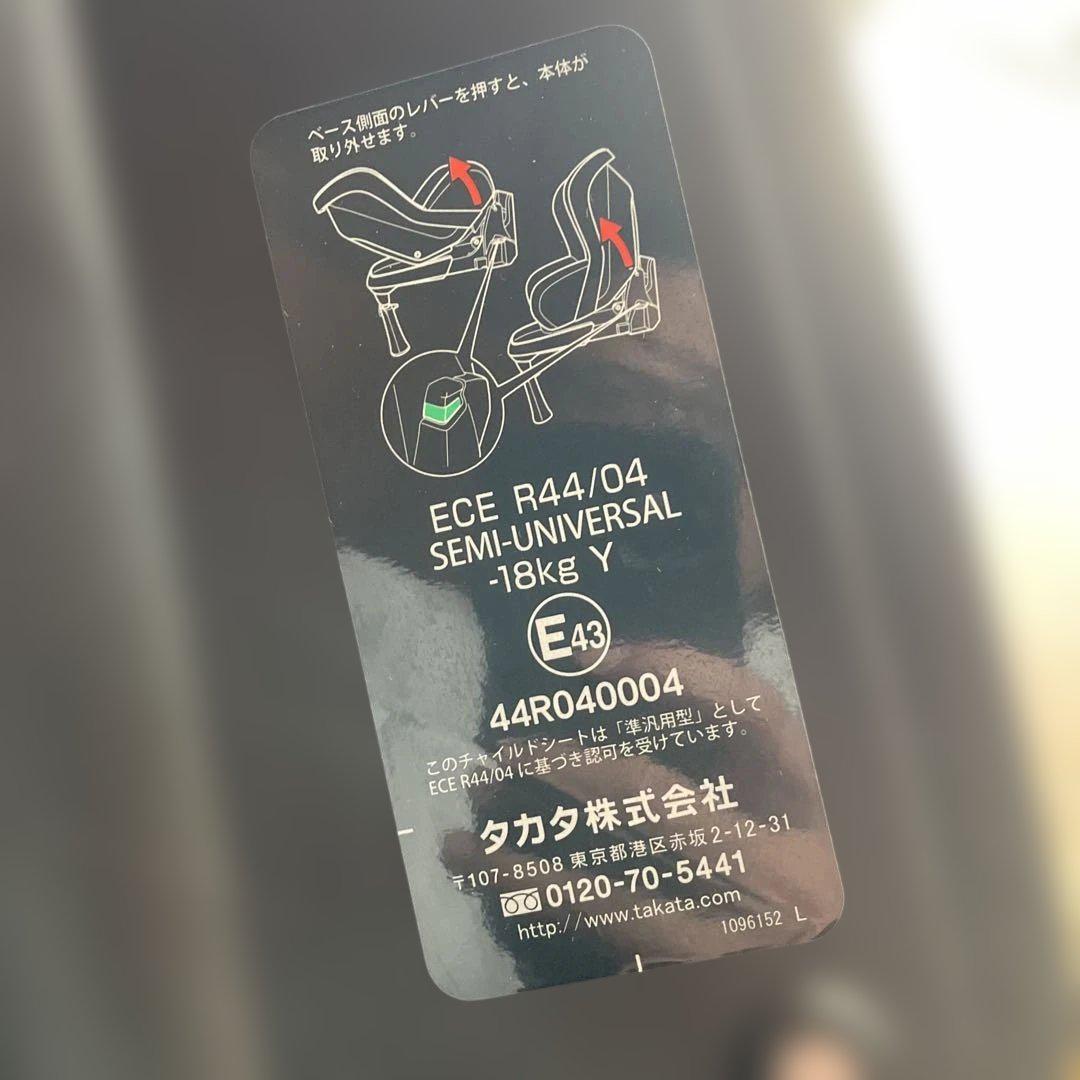 ベース側面のレバーを押すと、本体が
取り外せます。
ECE R44/04
SEMI-UNIVERSAL
-18kg Y
E43
44R040004
このチャイルドシートは「準汎用型」として
ECE R44/04 に基づき認可を受けています。
タカタ株式会社
〒107-8508 東京都港区赤坂2-12-31
0120-70-5441
http://www.takata.com
1096152 L